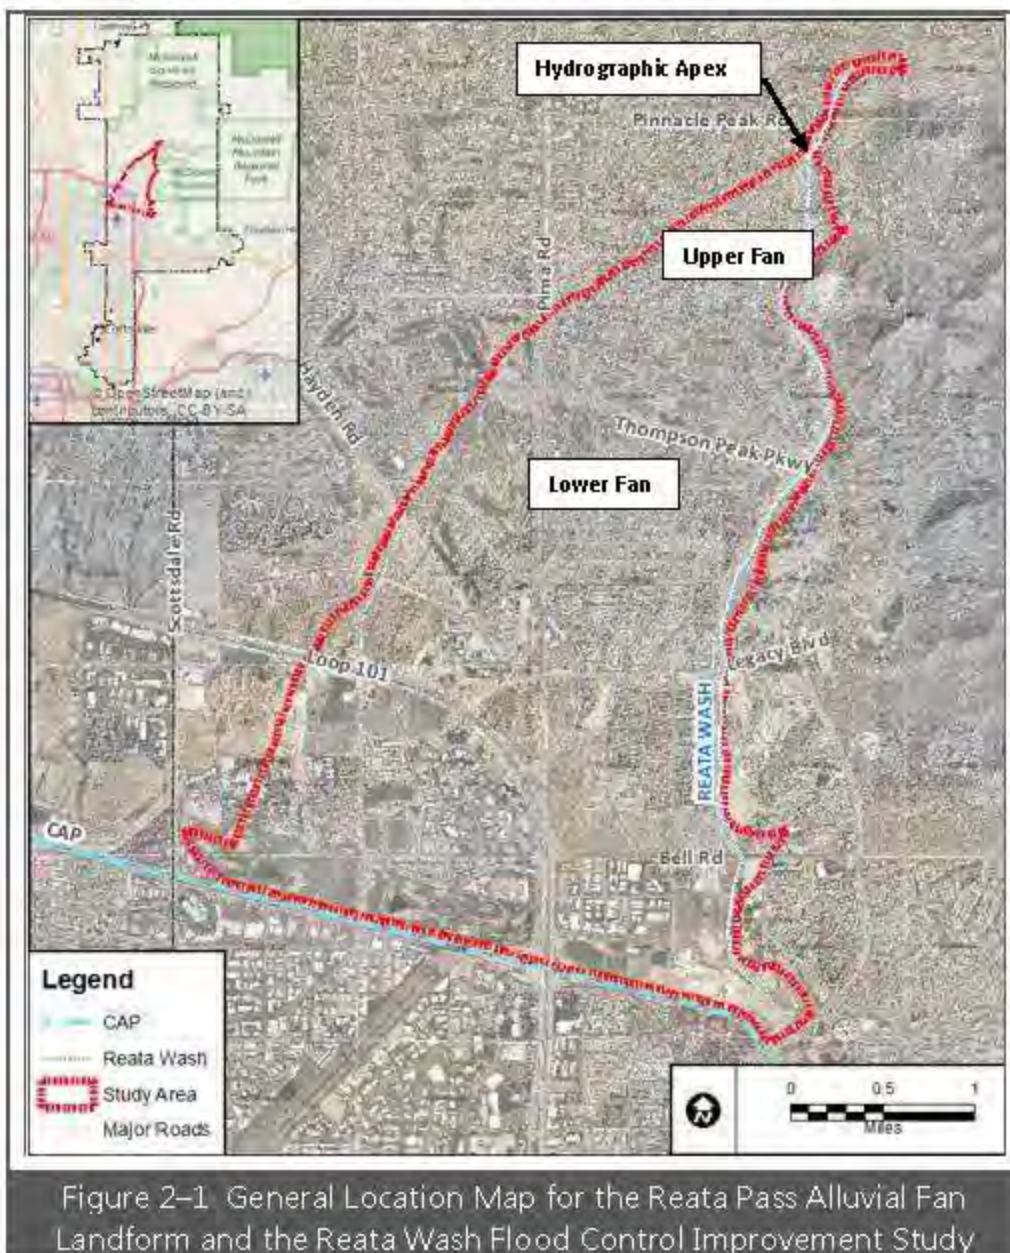 Hydrographic Apex
Pinnacle Peak Rd
Upper Fan
Pima Rd
© OpenStreetMap (and)
contributors, CC-BY-SA
Hayden Rd
Thompson Peak Pkwy
Lower Fan
Scottsdale Rd
Loop 101
Legacy Blvd
REATA WASH
CAP
Bell Rd
Legend
CAP
Reata Wash
Study Area
Major Roads
N
0 0.5 1
Miles
Figure 2–1 General Location Map for the Reata Pass Alluvial Fan
Landform and the Reata Wash Flood Control Improvement Study